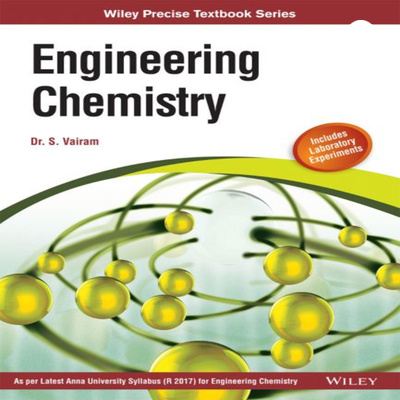 Wiley Precise Textbook Series
Engineering
Chemistry
Dr. S. Vairam
Includes
Laboratory
Experiments
As per Latest Anna University Syllabus (R 2017) for Engineering Chemistry
WILEY